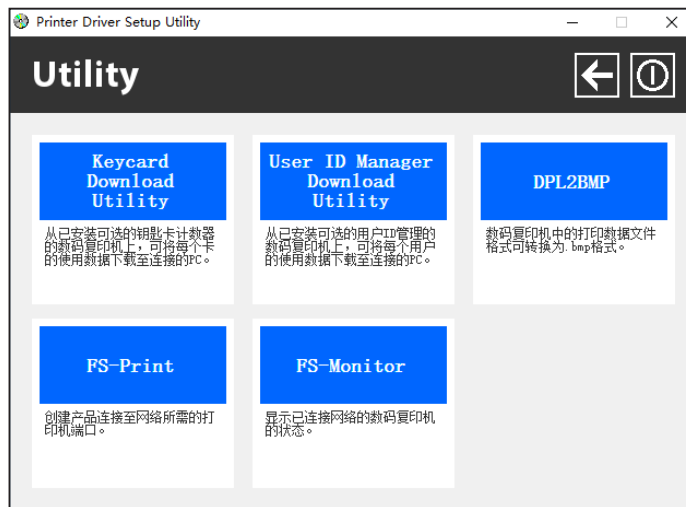 Printer Driver Setup Utility
Utility
Keycard
Download
Utility
从已安装可选的钥匙卡计数器
的数码复印机上，可将每个卡
的使用数据下载至连接的PC。
User ID Manager
Download
Utility
从已安装可选的用户ID管理的
数码复印机上，可将每个用户
的使用数据下载至连接的PC。
DPL2BMP
数码复印机中的打印数据文件
格式可转换为.bmp格式。
FS-Print
创建产品连接至网络所需的打
印机端口。
FS-Monitor
显示已连接网络的数码复印机
的状态。